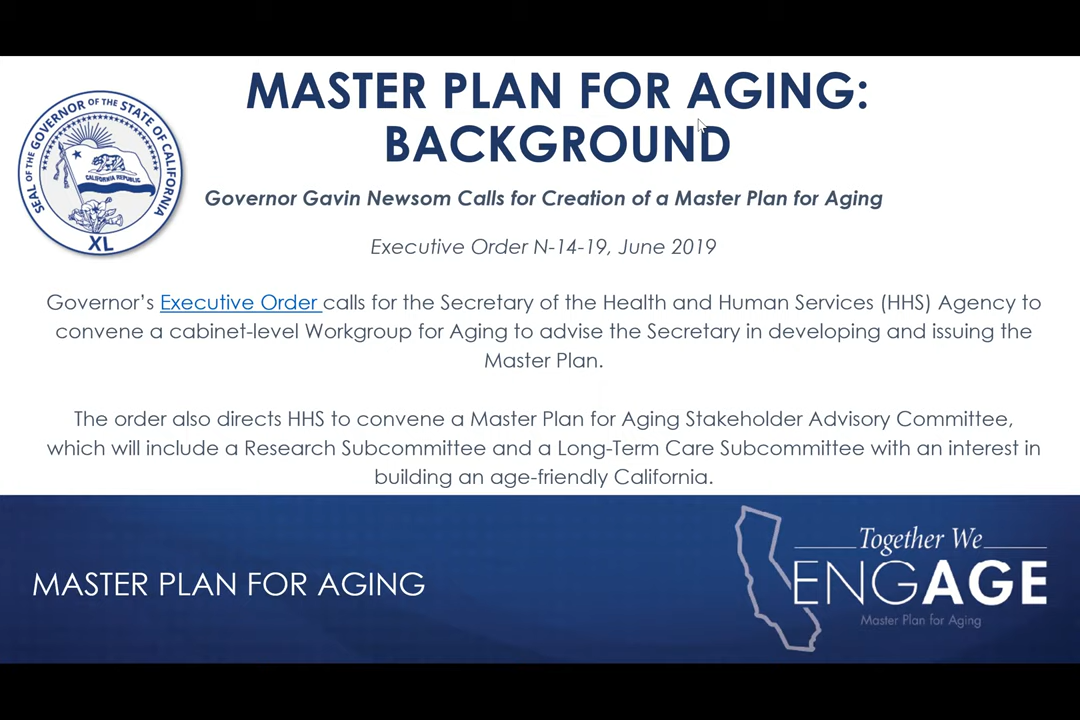 MASTER PLAN FOR AGING:
BACKGROUND
SEAL OF THE GOVERNOR OF THE STATE OF CALIFORNIA
CALIFORNIA REPUBLIC
XL
Governor Gavin Newsom Calls for Creation of a Master Plan for Aging
Executive Order N-14-19, June 2019
Governor’s Executive Order calls for the Secretary of the Health and Human Services (HHS) Agency to
convene a cabinet-level Workgroup for Aging to advise the Secretary in developing and issuing the
Master Plan.
The order also directs HHS to convene a Master Plan for Aging Stakeholder Advisory Committee,
which will include a Research Subcommittee and a Long-Term Care Subcommittee with an interest in
building an age-friendly California.
MASTER PLAN FOR AGING
Together We
ENGAGE
Master Plan for Aging